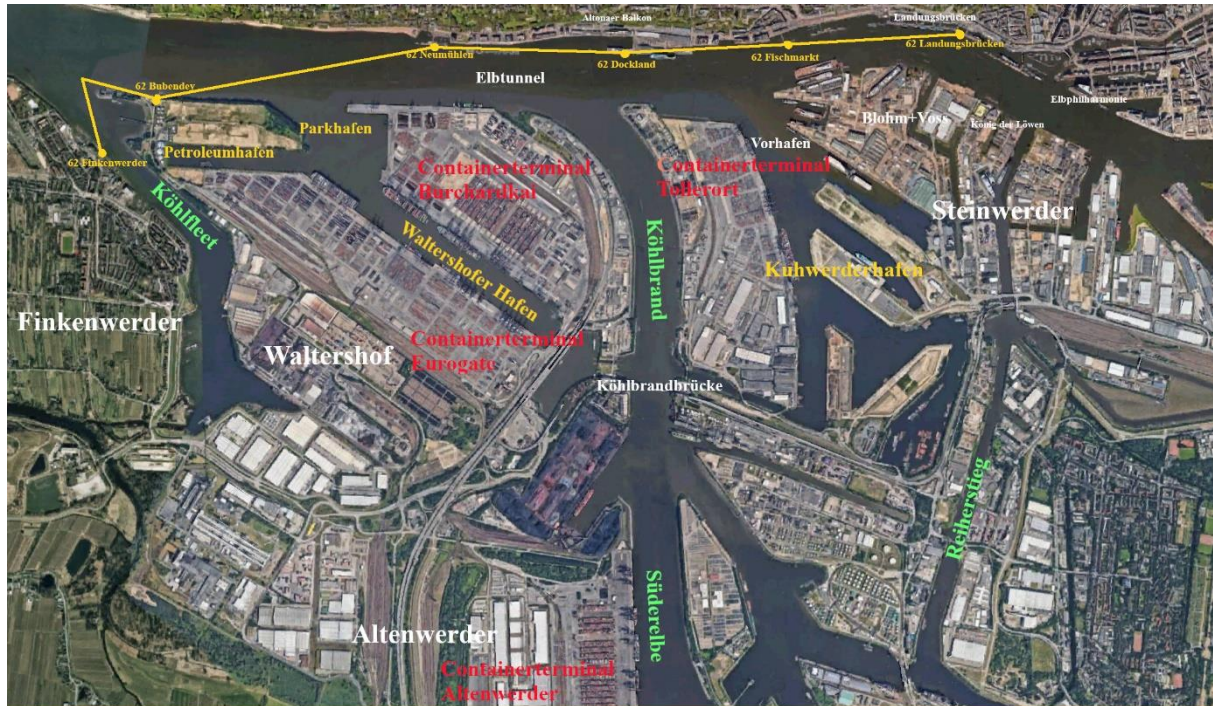 Altonaer Balkon
Landungsbrücken
62 Landungsbrücken
62 Neumühlen
62 Dockland
62 Fischmarkt
Elbtunnel
62 Bubendey
Elbphilharmonie
Parkhafen
Blohm+Voss
König der Löwen
Petroleumhafen
62 Finkenwerder
Vorhafen
Containerterminal
Burchardkai
Containerterminal
Tollerort
Köhlfleet
Steinwerder
Waltershofer Hafen
Köhlbrand
Kuhwerderhafen
Finkenwerder
Waltershof
Containerterminal
Eurogate
Köhlbrandbrücke
Reiherstieg
Süderelbe
Altenwerder
Containerterminal
Altenwerder